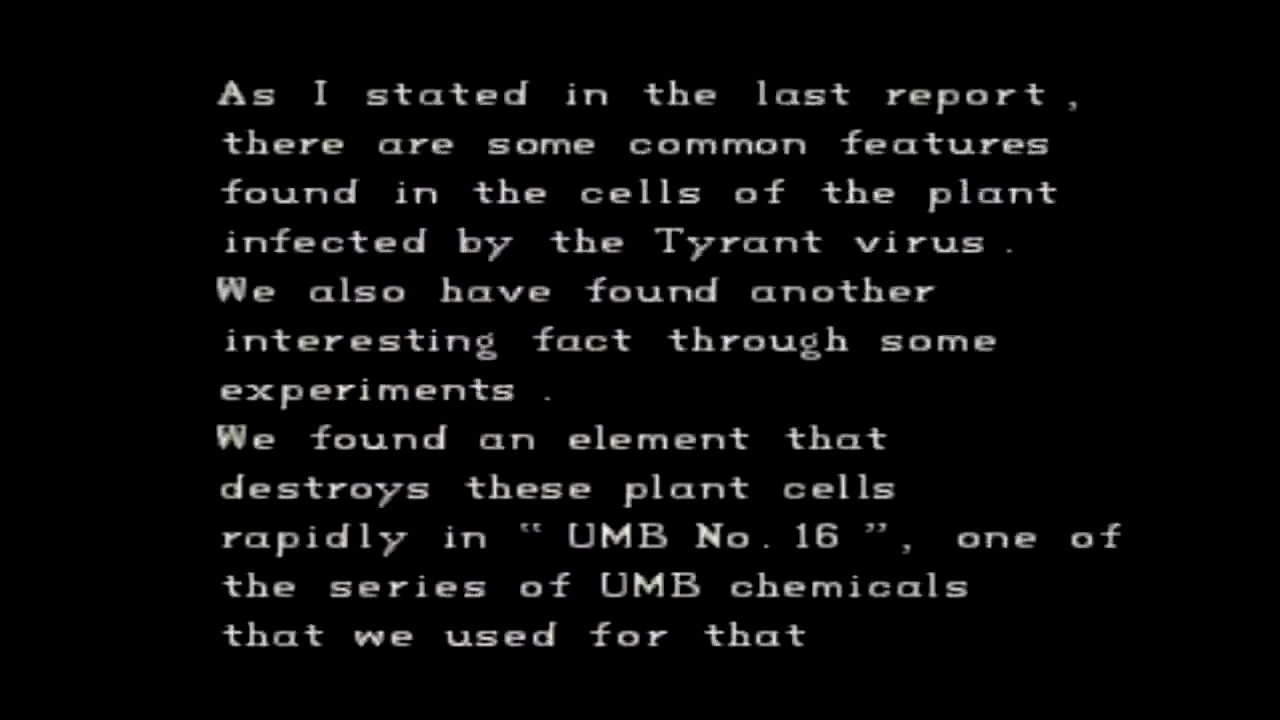 As I stated in the last report,
there are some common features
found in the cells of the plant
infected by the Tyrant virus.
We also have found another
interesting fact through some
experiments.
We found an element that
destroys these plant cells
rapidly in “UMB No.16”, one of
the series of UMB chemicals
that we used for that